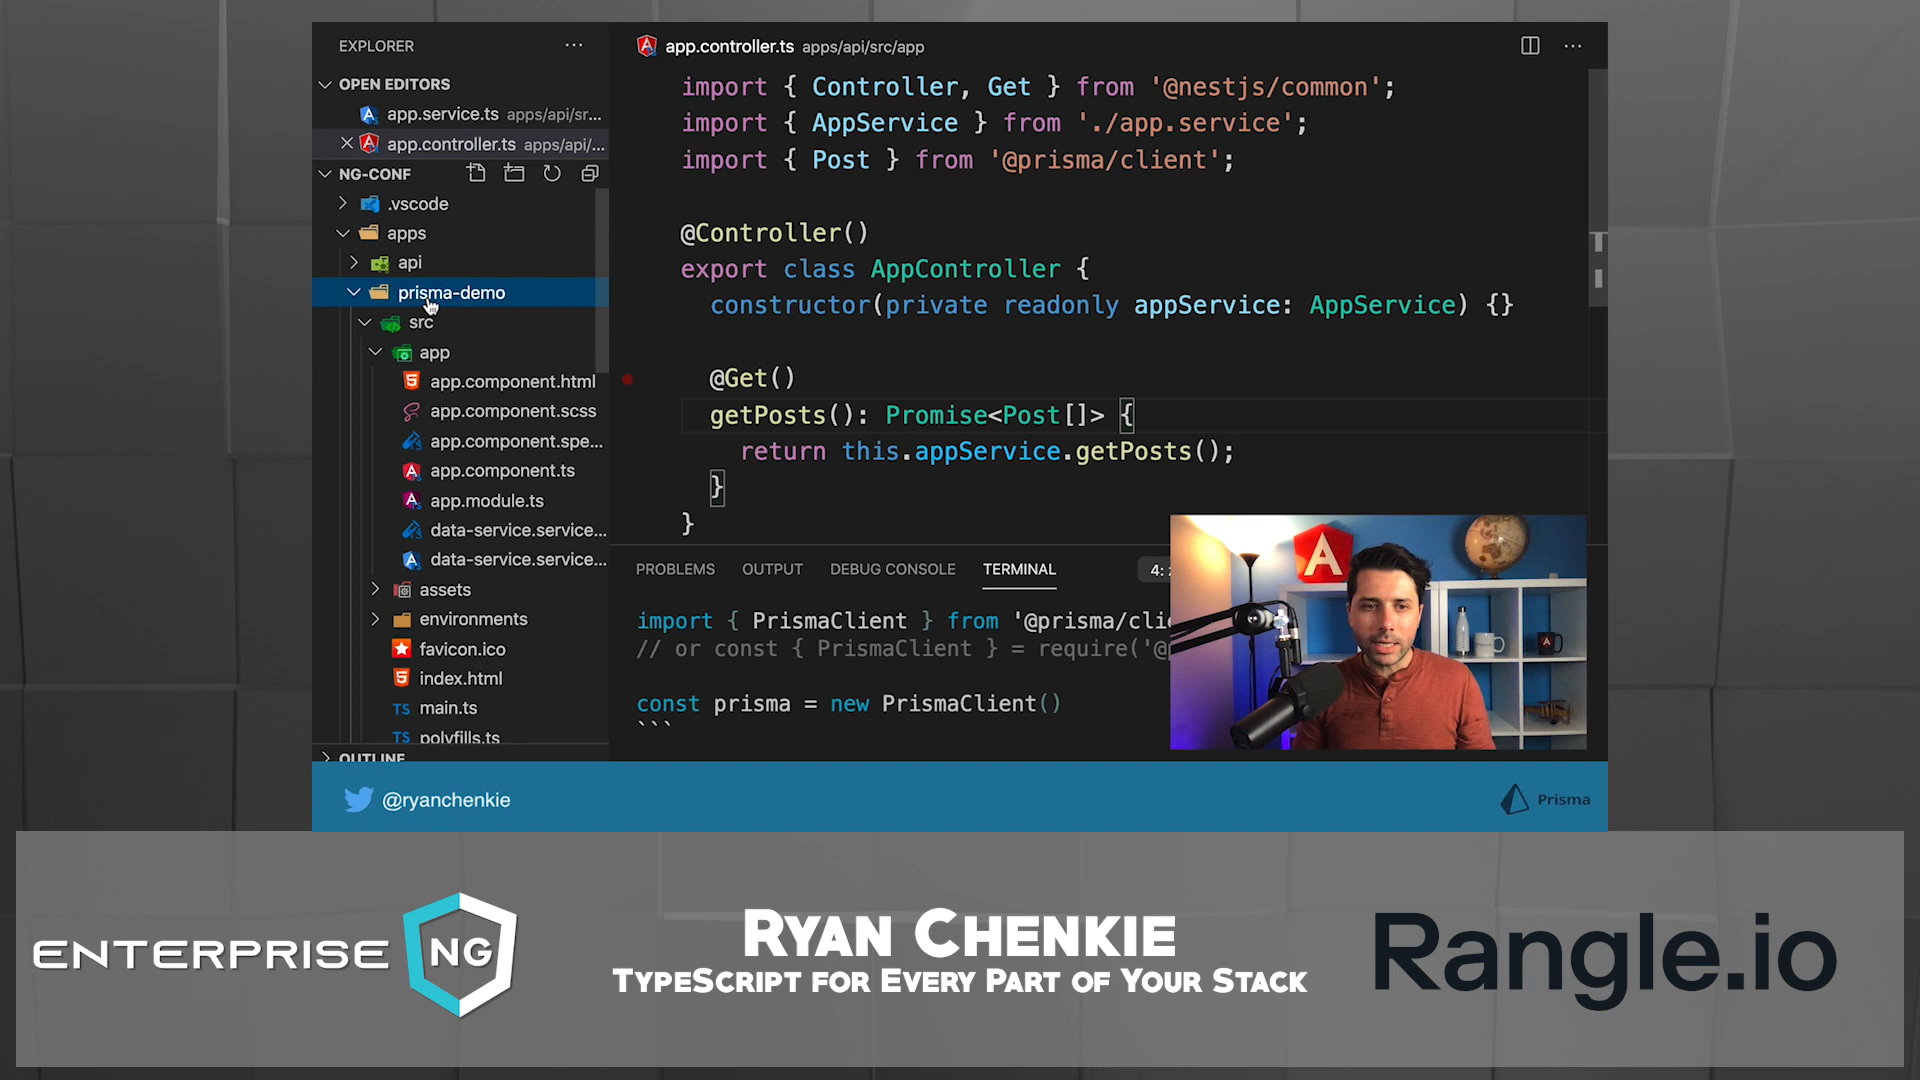 EXPLORER
OPEN EDITORS
app.service.ts apps/api/sr...
app.controller.ts apps/api/...
NG-CONF
.vscode
apps
api
prisma-demo
src
app
app.component.html
app.component.scss
app.component.spe...
app.component.ts
app.module.ts
data-service.service...
data-service.service...
assets
environments
favicon.ico
index.html
TS main.ts
TS polyfills.ts
OUTLINE
app.controller.ts apps/api/src/app
import { Controller, Get } from '@nestjs/common';
import { AppService } from './app.service';
import { Post } from '@prisma/client';
@Controller()
export class AppController {
constructor(private readonly appService: AppService) {}
@Get()
getPosts(): Promise<Post[]> {
return this.appService.getPosts();
}
}
PROBLEMS OUTPUT DEBUG CONSOLE TERMINAL 4:
import { PrismaClient } from '@prisma/clie
// or const { PrismaClient } = require('@p
const prisma = new PrismaClient()
```
@ryanchenkie
Prisma
ENTERPRISE NG
RYAN CHENKIE
TYPESCRIPT FOR EVERY PART OF YOUR STACK
Rangle.io